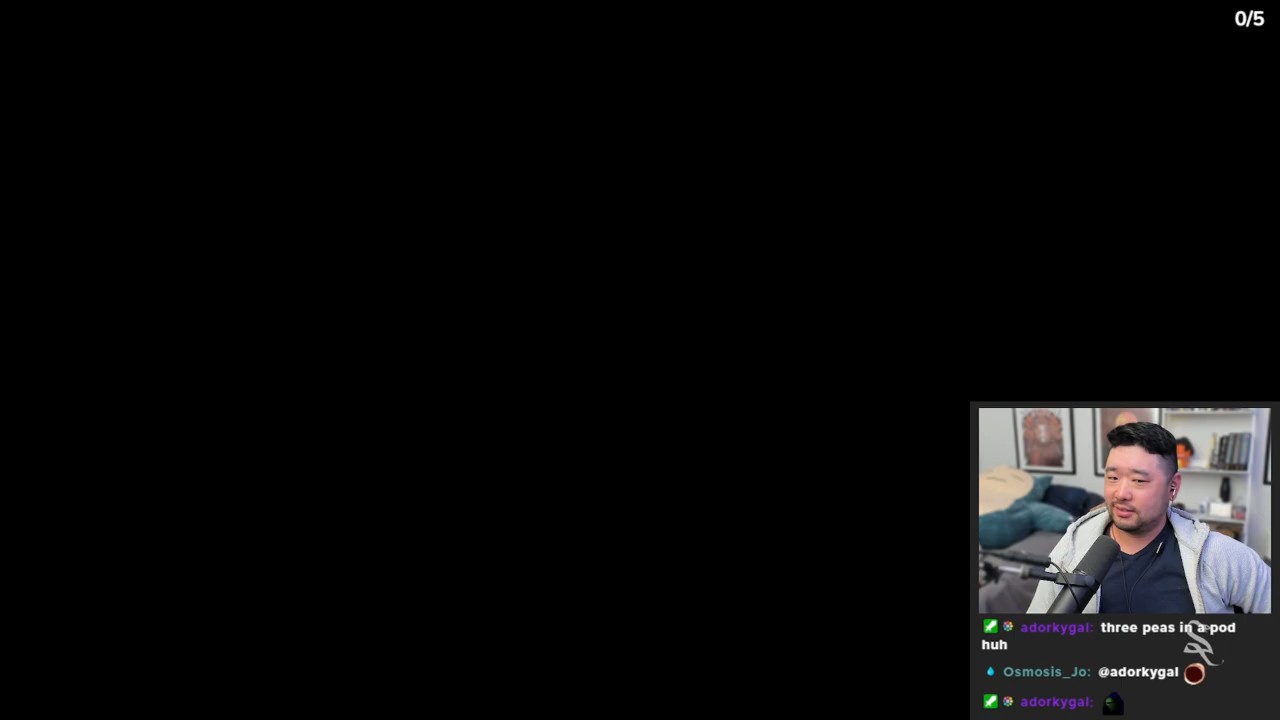 0/5
adorkygal: three peas in a pod
huh
Osmosis_Jo: @adorkygal
adorkygal: